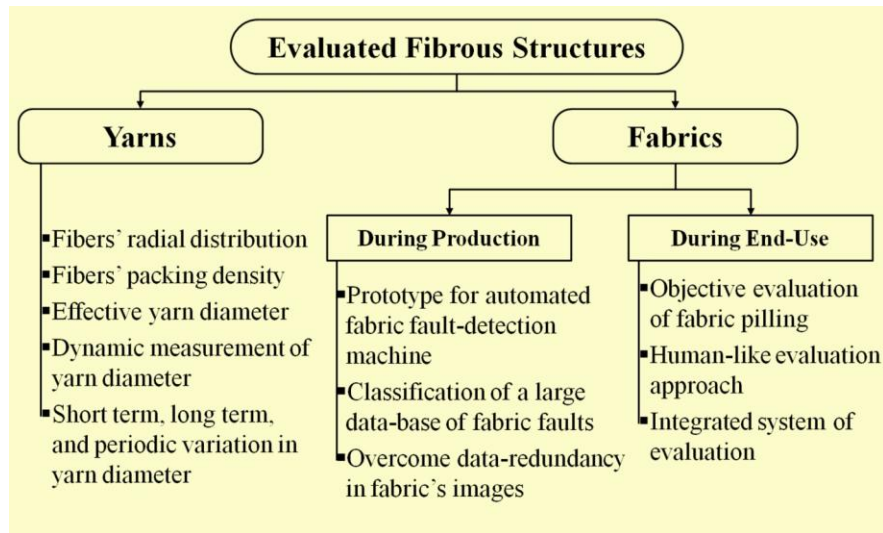 Evaluated Fibrous Structures
Yarns
▪Fibers’ radial distribution
▪Fibers’ packing density
▪Effective yarn diameter
▪Dynamic measurement of
yarn diameter
▪Short term, long term,
and periodic variation in
yarn diameter
Fabrics
During Production
▪Prototype for automated
fabric fault-detection
machine
▪Classification of a large
data-base of fabric faults
▪Overcome data-redundancy
in fabric’s images
During End-Use
▪Objective evaluation
of fabric pilling
▪Human-like evaluation
approach
▪Integrated system of
evaluation